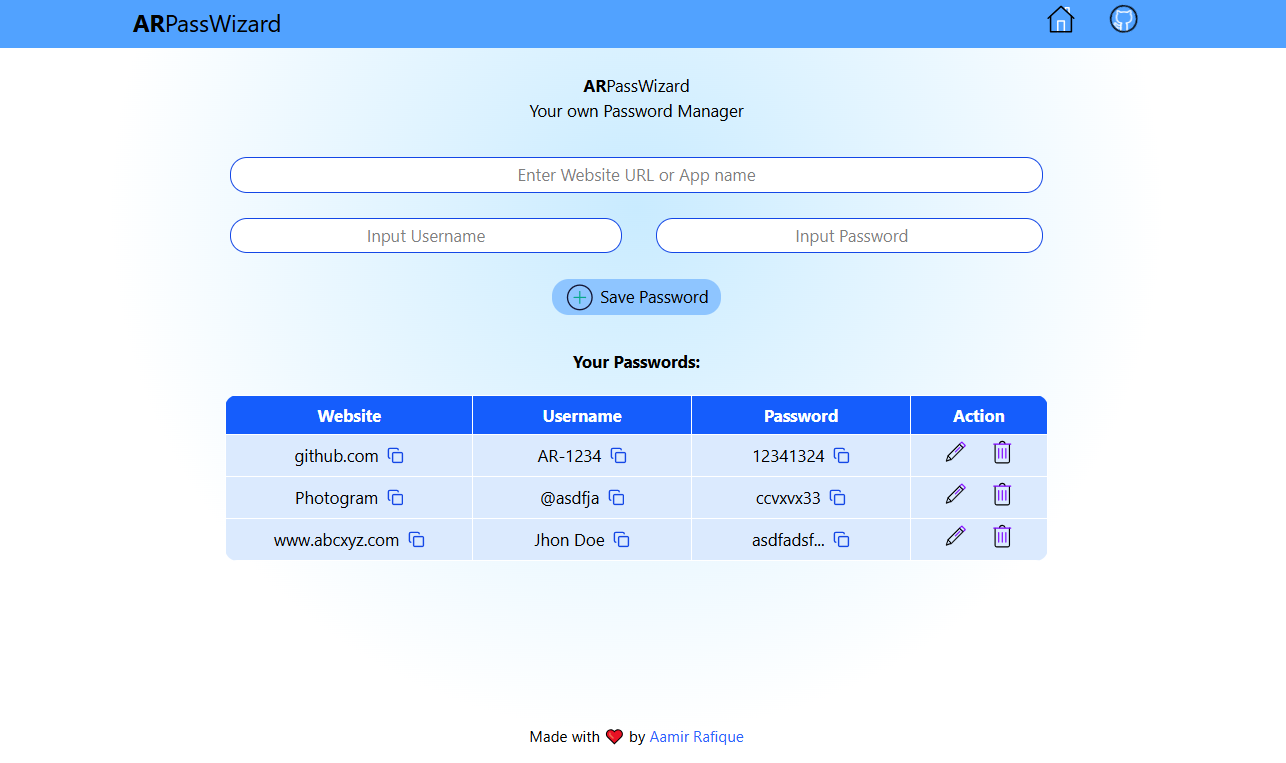 ARPassWizard
ARPassWizard
Your own Password Manager
Enter Website URL or App name
Input Username Input Password
Save Password
Your Passwords:
Website Username Password Action
github.com AR-1234 12341324
Photogram @asdfja ccvxvx33
www.abcxyz.com Jhon Doe asdfadsf...
Made with ❤️ by Aamir Rafique